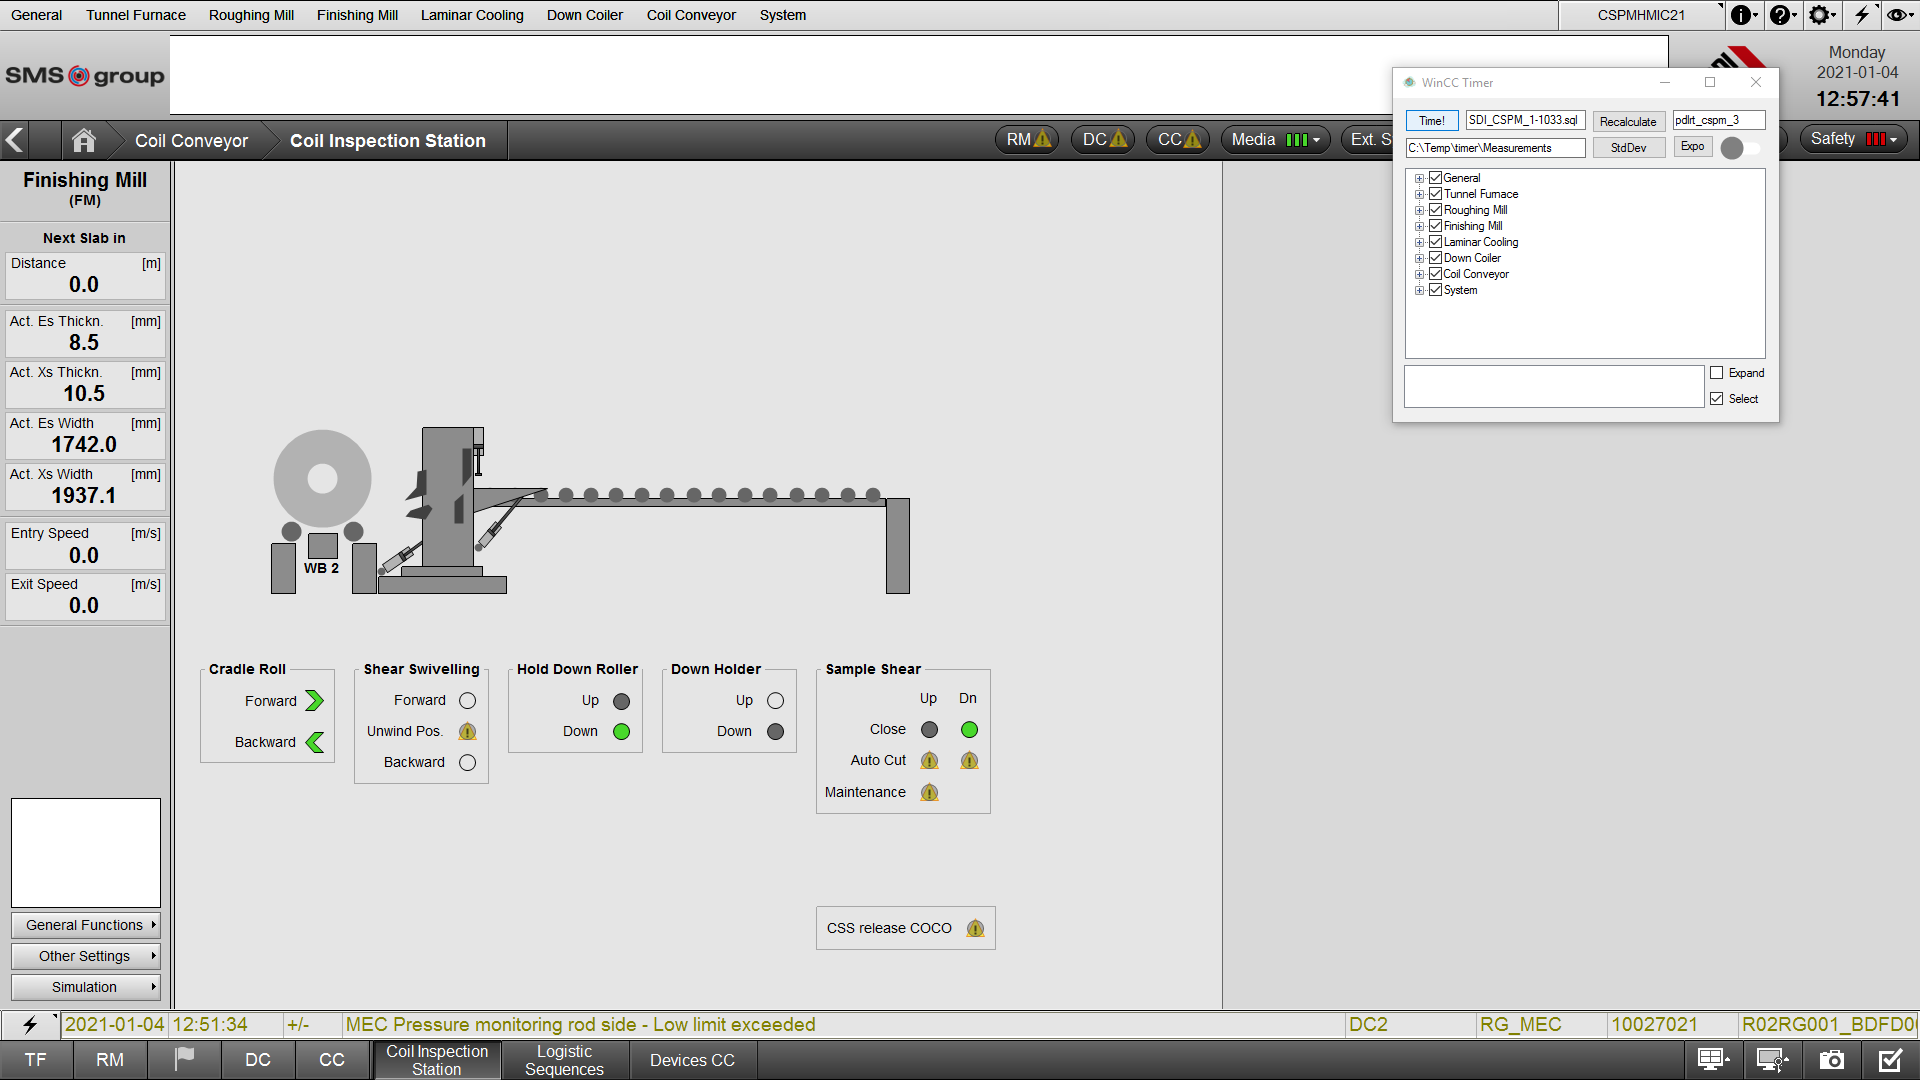 General Tunnel Furnace Roughing Mill Finishing Mill Laminar Cooling Down Coiler Coil Conveyor System CSPMHMIC21
SMS group
Monday
2021-01-04
12:57:41
Coil Conveyor Coil Inspection Station RM DC CC Media Ext. S Safety
WinCC Timer
Time! SDI_CSPM_1-1033.sql Recalculate pdlrt_cspm_3
C:\Temp\timer\Measurements StdDev Expo
General
Tunnel Furnace
Roughing Mill
Finishing Mill
Laminar Cooling
Down Coiler
Coil Conveyor
System
Expand
Select
Finishing Mill
(FM)
Next Slab in
Distance [m]
0.0
Act. Es Thickn. [mm]
8.5
Act. Xs Thickn. [mm]
10.5
Act. Es Width [mm]
1742.0
Act. Xs Width [mm]
1937.1
Entry Speed [m/s]
0.0
Exit Speed [m/s]
0.0
General Functions
Other Settings
Simulation
WB 2
Cradle Roll
Forward
Backward
Shear Swivelling
Forward
Unwind Pos.
Backward
Hold Down Roller
Up
Down
Down Holder
Up
Down
Sample Shear
Up Dn
Close
Auto Cut
Maintenance
CSS release COCO
2021-01-04 12:51:34 +/- MEC Pressure monitoring rod side - Low limit exceeded DC2 RG_MEC 10027021 R02RG001_BDFD0
TF RM DC CC Coil Inspection Station Logistic Sequences Devices CC